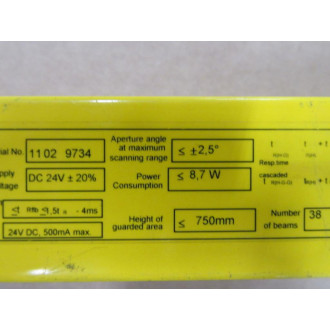 Aperture angle
at maximum
scanning range
≤ ±2,5°
ial No.
1102 9734
Resp.time
pply
ltage
DC 24V ± 20%
Power
Consumption
≤ 8,7 W
cascaded
- 4ms
24V DC, 500mA max.
Height of
guarded area
≤ 750mm
Number
of beams
38